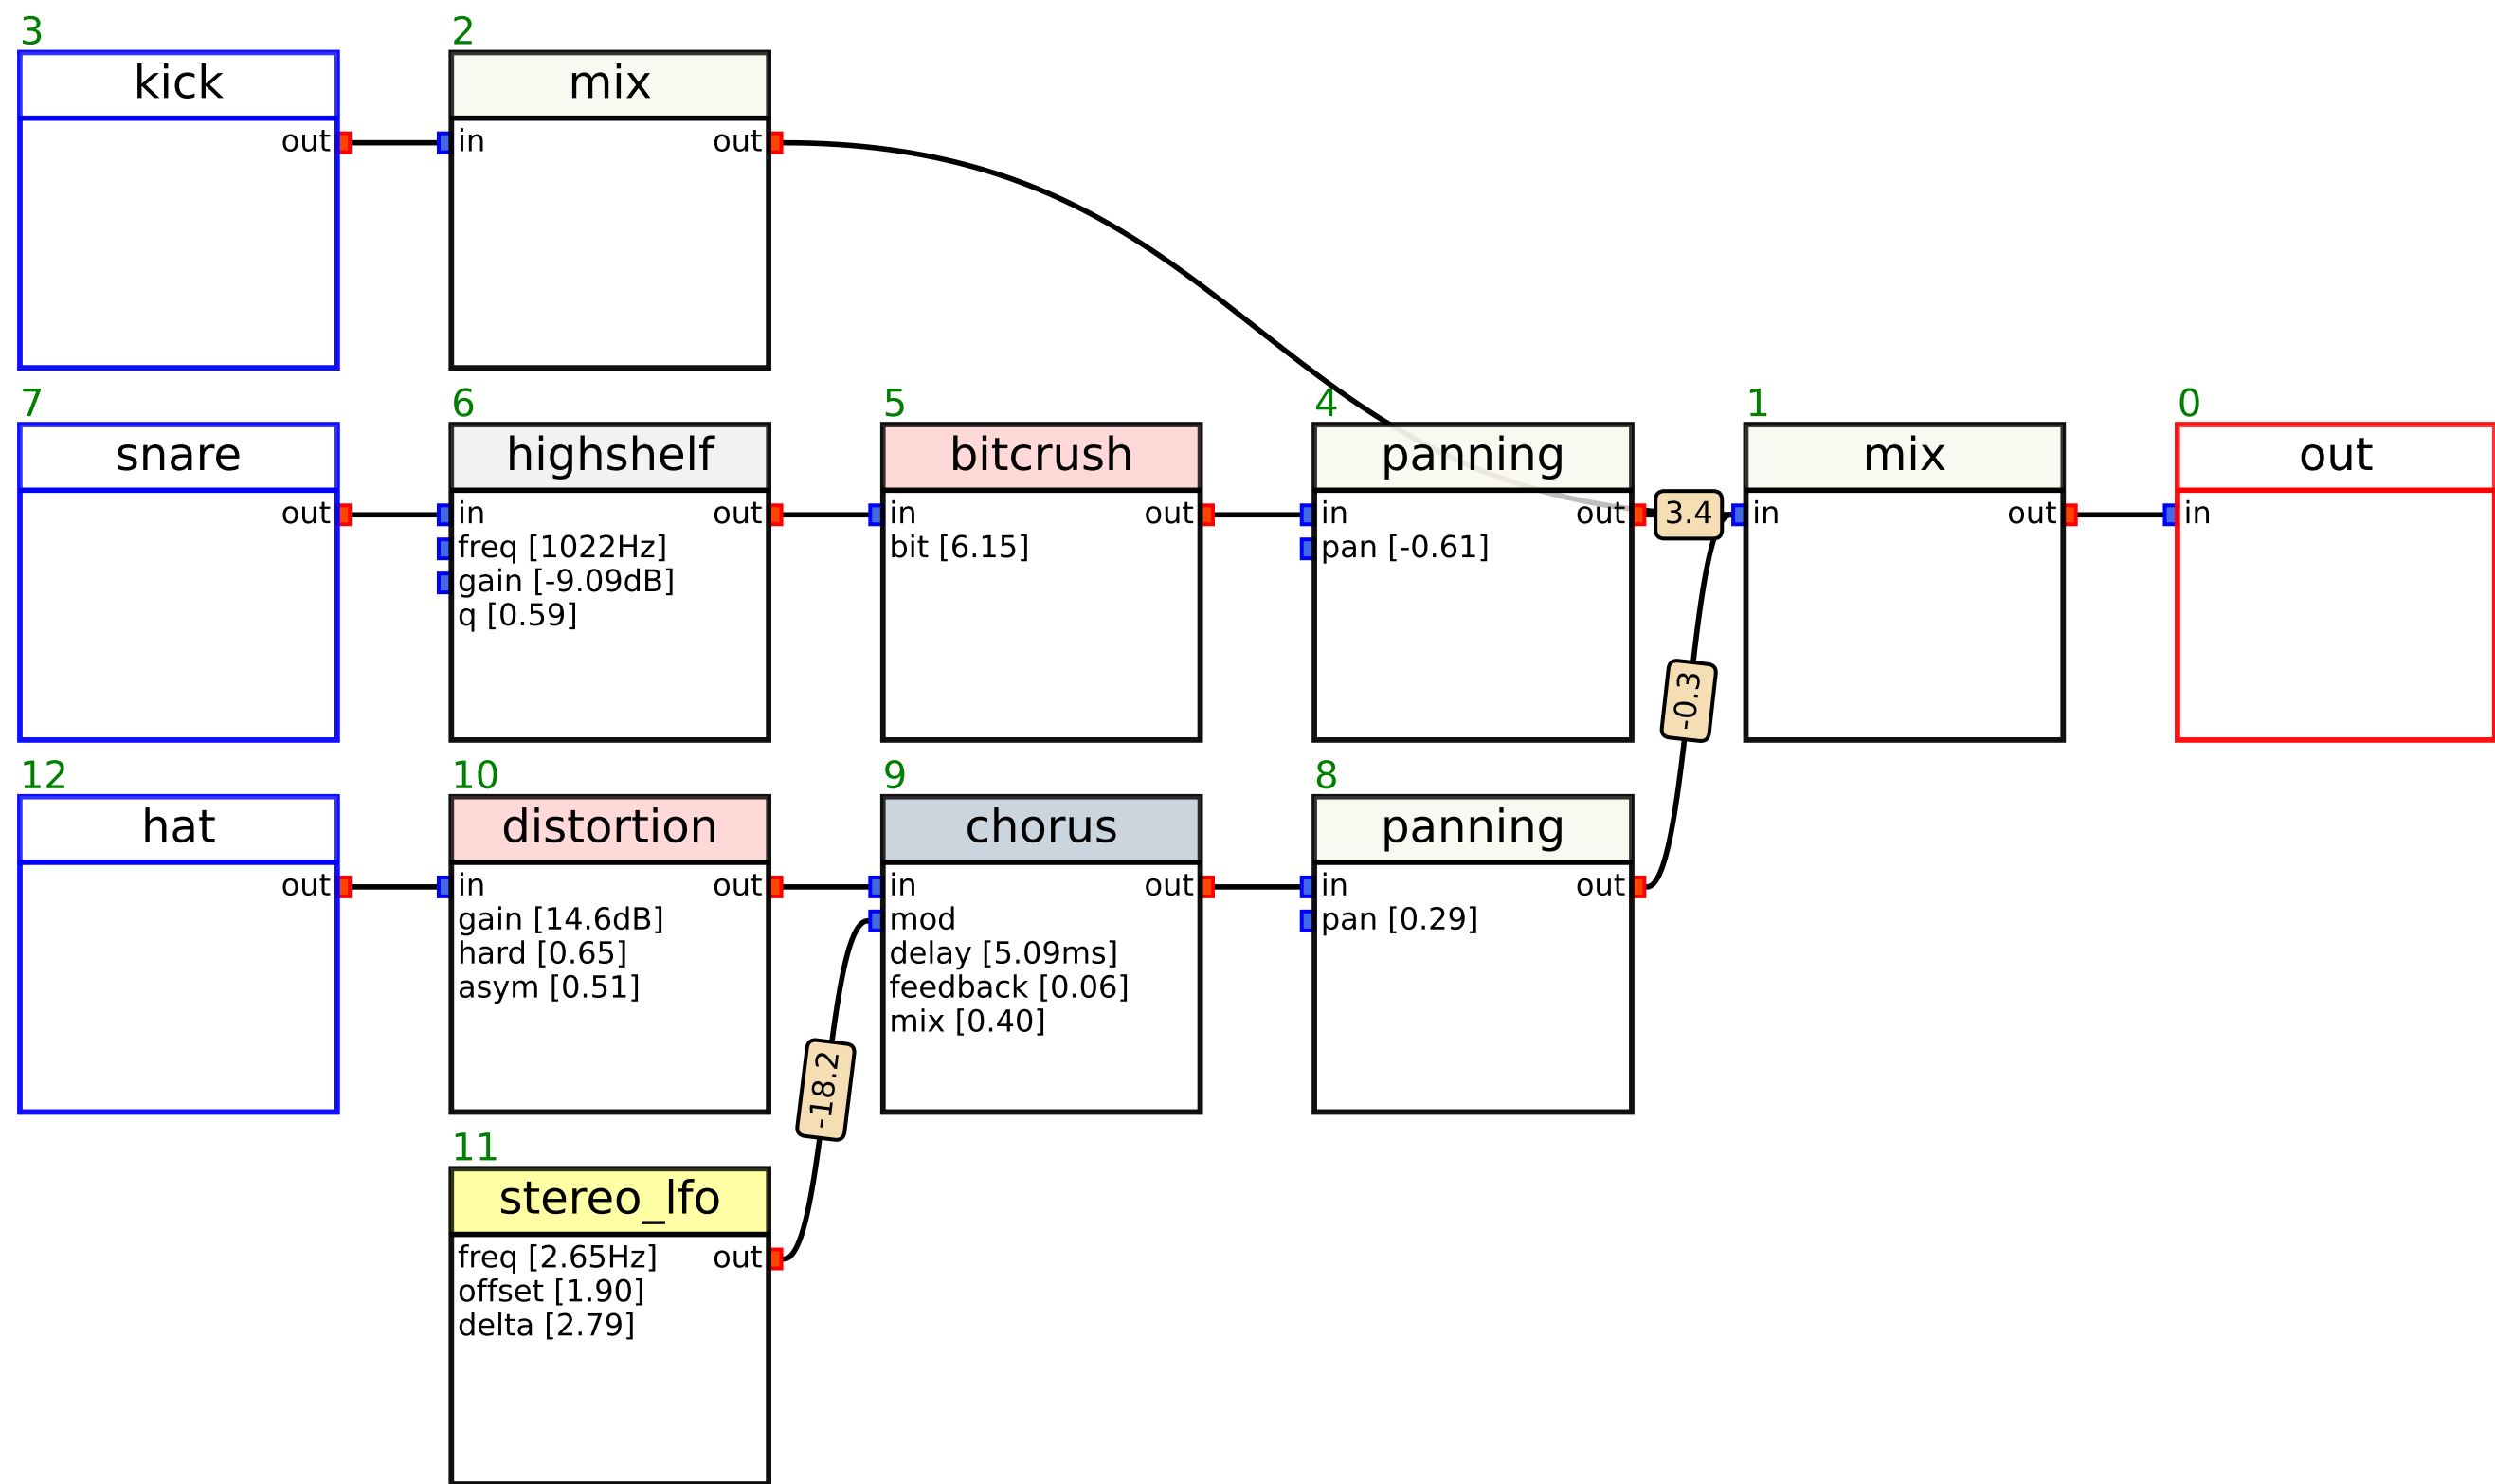 3
kick
out
2
mix
in
out
7
snare
out
6
highshelf
in
out
freq [1022Hz]
gain [-9.09dB]
q [0.59]
5
bitcrush
in
out
bit [6.15]
4
panning
in
out
pan [-0.61]
3.4
-0.3
1
mix
in
out
0
out
in
12
hat
out
10
distortion
in
out
gain [14.6dB]
hard [0.65]
asym [0.51]
-18.2
9
chorus
in
out
mod
delay [5.09ms]
feedback [0.06]
mix [0.40]
8
panning
in
out
pan [0.29]
11
stereo_lfo
freq [2.65Hz]
out
offset [1.90]
delta [2.79]